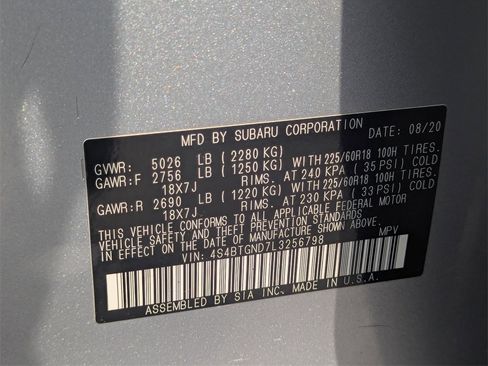 MFD BY SUBARU CORPORATION DATE: 08/20
GVWR: 5026 LB (2280 KG)
GAWR:F 2756 LB (1250 KG) WITH 225/60R18 100H TIRES.
18X7J RIMS. AT 240 KPA (35 PSI) COLD
GAWR:R 2690 LB (1220 KG) WITH 225/60R18 100H TIRES.
18X7J RIMS. AT 230 KPA (33 PSI) COLD
THIS VEHICLE CONFORMS TO ALL APPLICABLE FEDERAL MOTOR
VEHICLE SAFETY AND THEFT PREVENTION STANDARDS
IN EFFECT ON THE DATE OF MANUFACTURE SHOWN ABOVE.
VIN: 4S4BTGND7L3256798 MPV
ASSEMBLED BY SIA INC. MADE IN U.S.A.